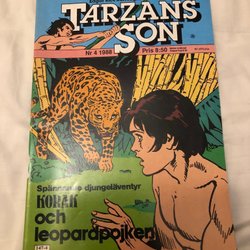 TARZANS
SON
Nr. 4 1988
Pris 8:50
Spännande djungeläventyr
KORAK
och
leopardpojken